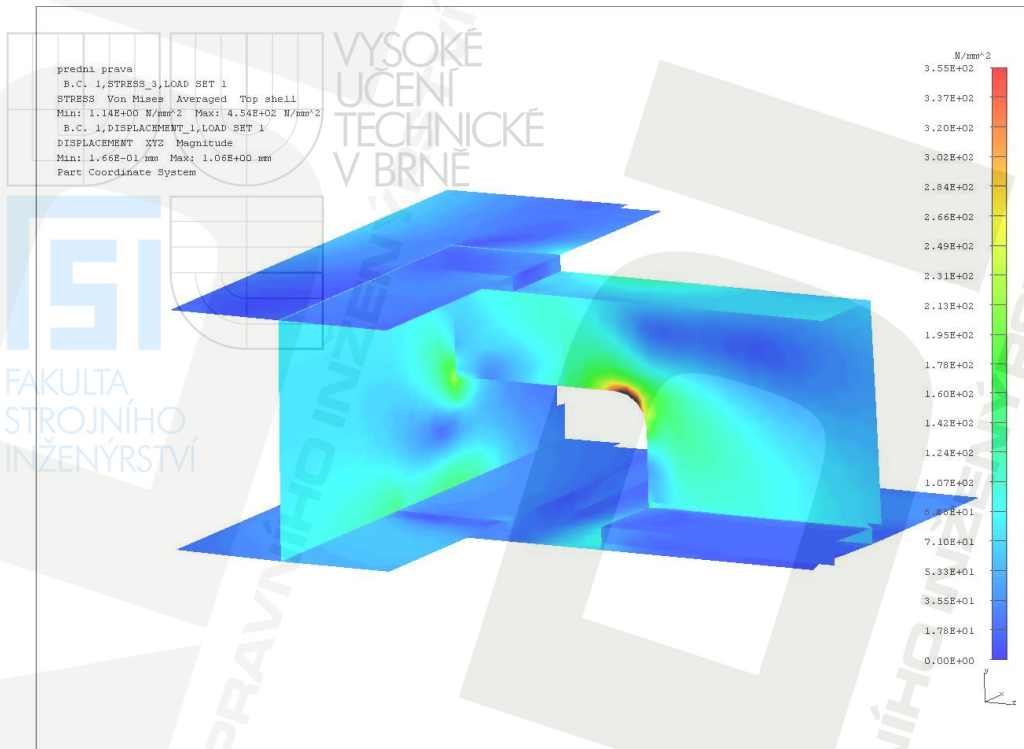 VYSOKÉ
UČENÍ
TECHNICKÉ
V BRNĚ
predni prava
B.C. 1,STRESS_3,LOAD SET 1
STRESS Von Mises Averaged Top shell
Min: 1.14E+00 N/mm^2 Max: 4.54E+02 N/mm^2
B.C. 1,DISPLACEMENT_1,LOAD SET 1
DISPLACEMENT XYZ Magnitude
Min: 1.66E-01 mm Max: 1.06E+00 mm
Part Coordinate System
FAKULTA
STROJNÍHO
INŽENÝRSTVÍ
N/mm^2
3.55E+02
3.37E+02
3.20E+02
3.02E+02
2.84E+02
2.66E+02
2.49E+02
2.31E+02
2.13E+02
1.95E+02
1.78E+02
1.60E+02
1.42E+02
1.24E+02
1.07E+02
8.88E+01
7.10E+01
5.33E+01
3.55E+01
1.78E+01
0.00E+00
y
x
z